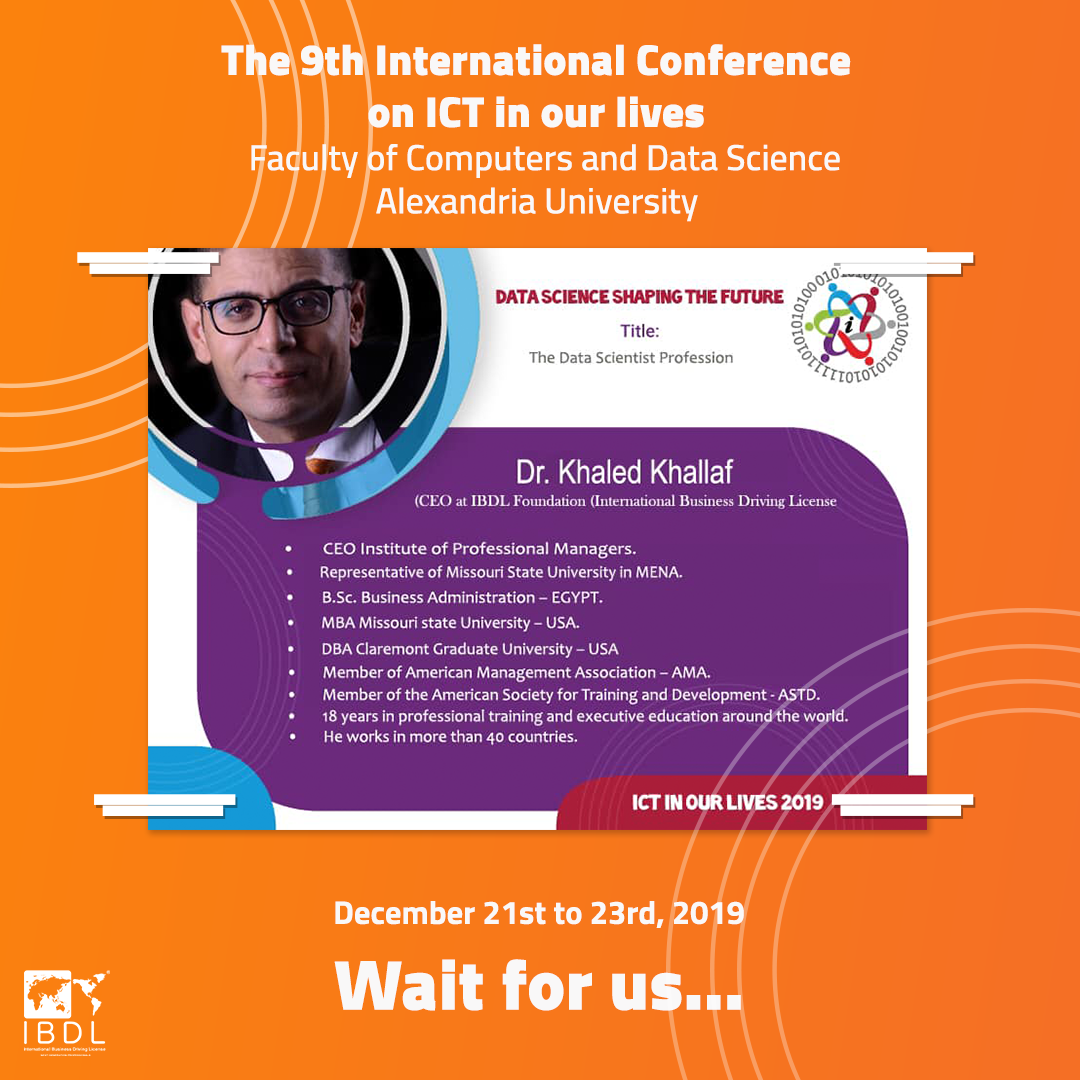 The 9th International Conference
on ICT in our lives
Faculty of Computers and Data Science
Alexandria University
DATA SCIENCE SHAPING THE FUTURE
Title:
The Data Scientist Profession
i
Dr. Khaled Khallaf
(CEO at IBDL Foundation (International Business Driving License
• CEO Institute of Professional Managers.
• Representative of Missouri State University in MENA.
• B.Sc. Business Administration – EGYPT.
• MBA Missouri state University – USA.
• DBA Claremont Graduate University – USA
• Member of American Management Association – AMA.
• Member of the American Society for Training and Development - ASTD.
• 18 years in professional training and executive education around the world.
• He works in more than 40 countries.
ICT IN OUR LIVES 2019
December 21st to 23rd, 2019
Wait for us...
IBDL
International Business Driving License